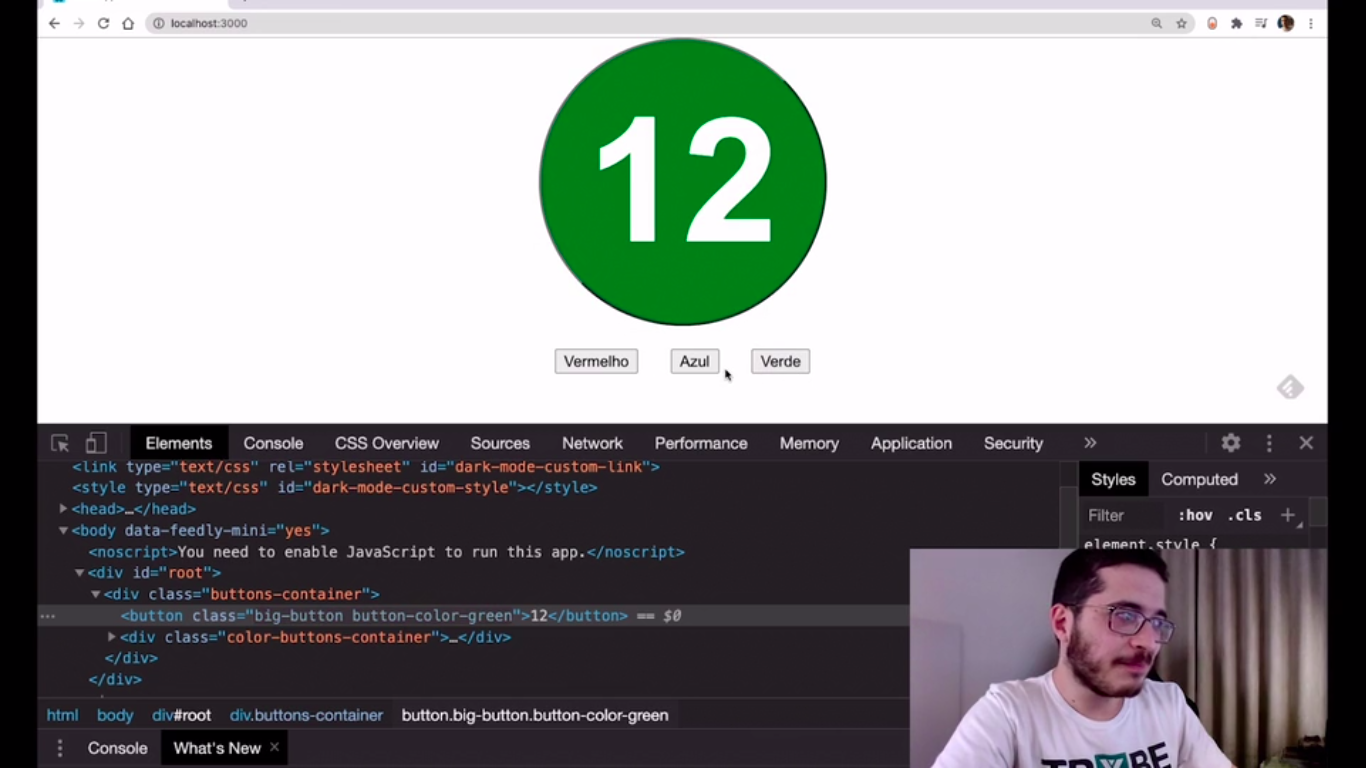 localhost:3000
12
Vermelho Azul Verde
Elements Console CSS Overview Sources Network Performance Memory Application Security »
<link type="text/css" rel="stylesheet" id="dark-mode-custom-link">
<style type="text/css" id="dark-mode-custom-style"></style>
Styles Computed »
<head>…</head>
Filter :hov .cls +
<body data-feedly-mini="yes">
element.style {
<noscript>You need to enable JavaScript to run this app.</noscript>
<div id="root">
<div class="buttons-container">
<button class="big-button button-color-green">12</button> == $0
<div class="color-buttons-container">…</div>
</div>
</div>
html body div#root div.buttons-container button.big-button.button-color-green
Console What's New ×
TRYBE